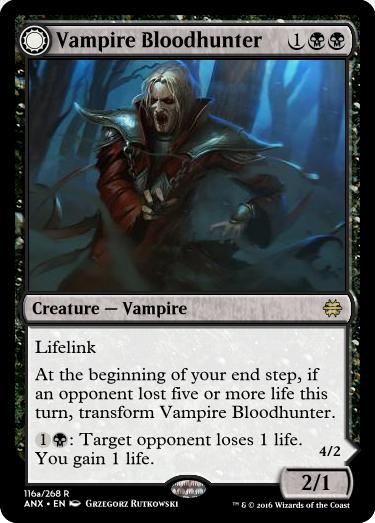 Vampire Bloodhunter 1
Creature — Vampire
Lifelink
At the beginning of your end step, if
an opponent lost five or more life this
turn, transform Vampire Bloodhunter.
1 : Target opponent loses 1 life.
You gain 1 life.
4/2
2/1
116a/268 R
ANX • EN Grzegorz Rutkowski
™ & © 2016 Wizards of the Coast